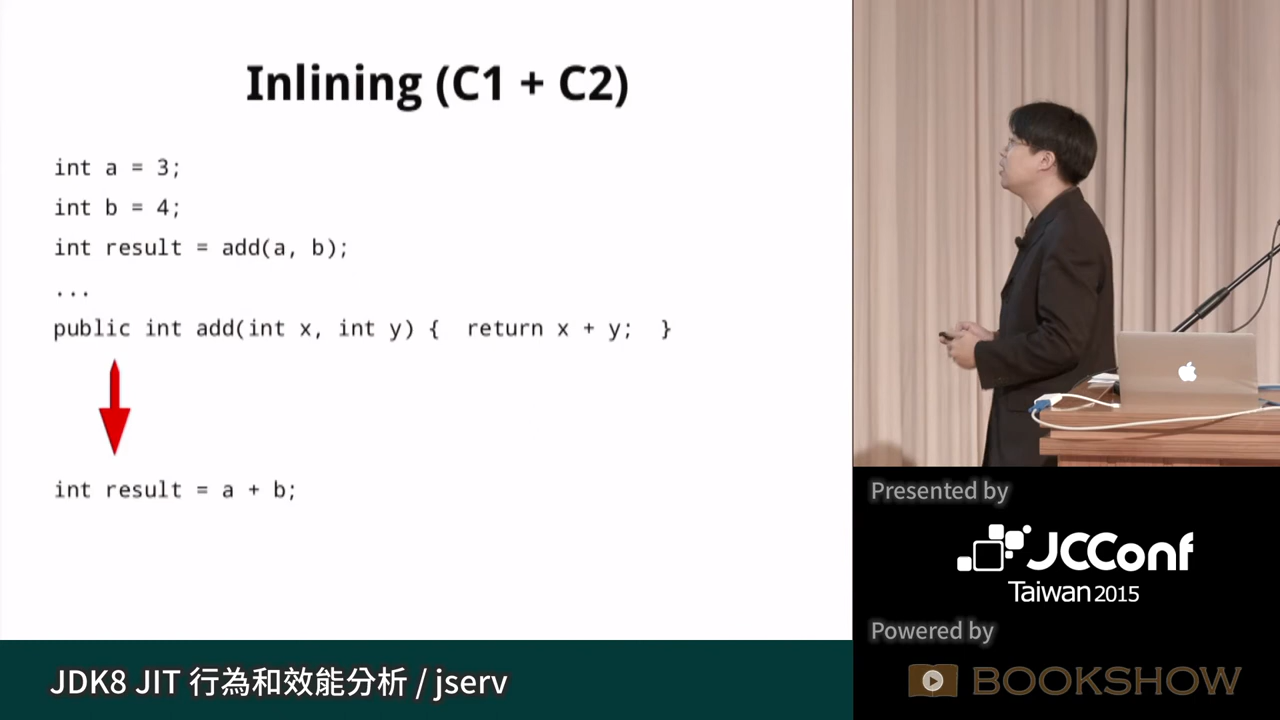 Inlining (C1 + C2)
int a = 3;
int b = 4;
int result = add(a, b);
...
public int add(int x, int y) {  return x + y;  }
int result = a + b;
Presented by
JCConf
Taiwan 2015
Powered by
BOOKSHOW
JDK8 JIT 行為和效能分析 / jserv